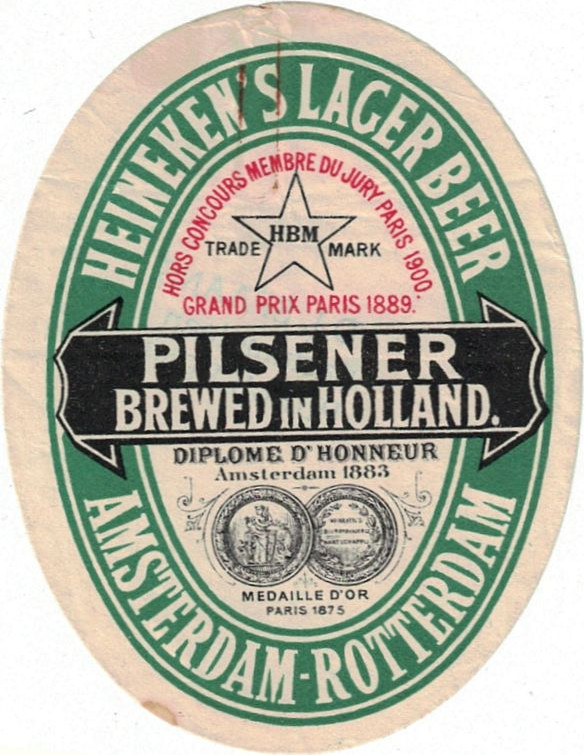 HEINEKEN'S LAGER BEER
HORS CONCOURS MEMBRE DU JURY PARIS 1900.
TRADE HBM MARK
GRAND PRIX PARIS 1889.
PILSENER
BREWED IN HOLLAND.
DIPLOME D'HONNEUR
Amsterdam 1883
MEDAILLE D'OR
PARIS 1875
AMSTERDAM-ROTTERDAM